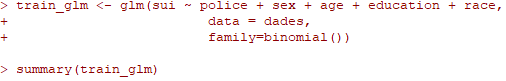 > train_glm <- glm(sui ~ police + sex + age + education + race,
+ data = dades,
+ family=binomial())
> summary(train_glm)